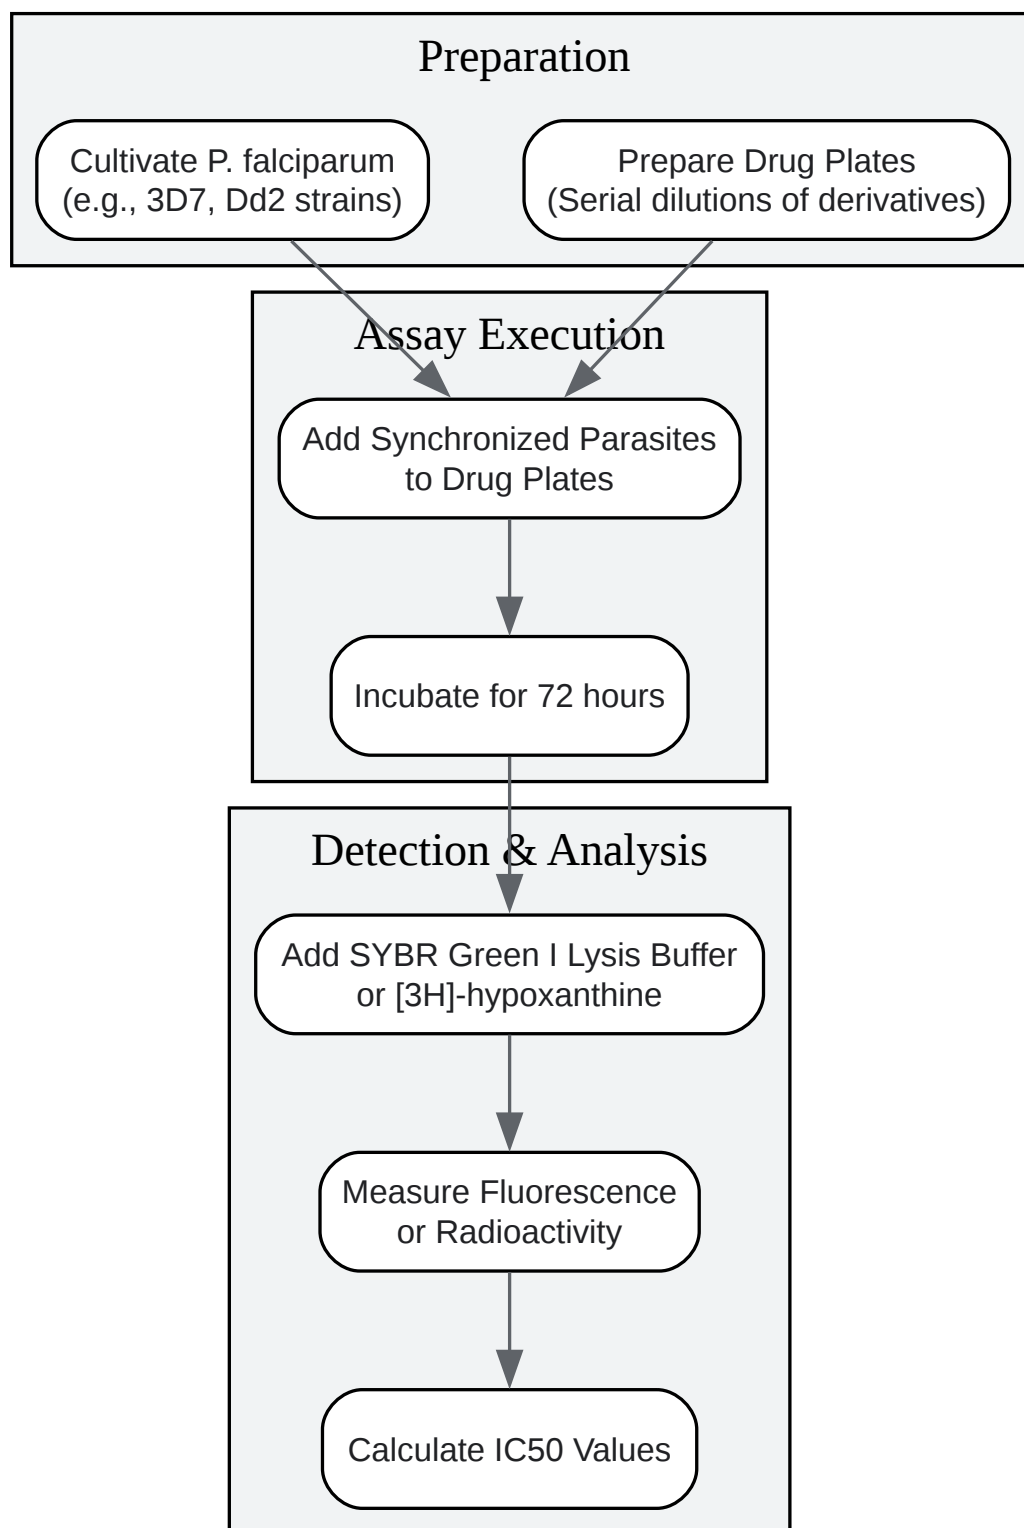 Preparation
Cultivate P. falciparum
(e.g., 3D7, Dd2 strains)
Prepare Drug Plates
(Serial dilutions of derivatives)
Assay Execution
Add Synchronized Parasites
to Drug Plates
Incubate for 72 hours
Detection & Analysis
Add SYBR Green I Lysis Buffer
or [3H]-hypoxanthine
Measure Fluorescence
or Radioactivity
Calculate IC50 Values